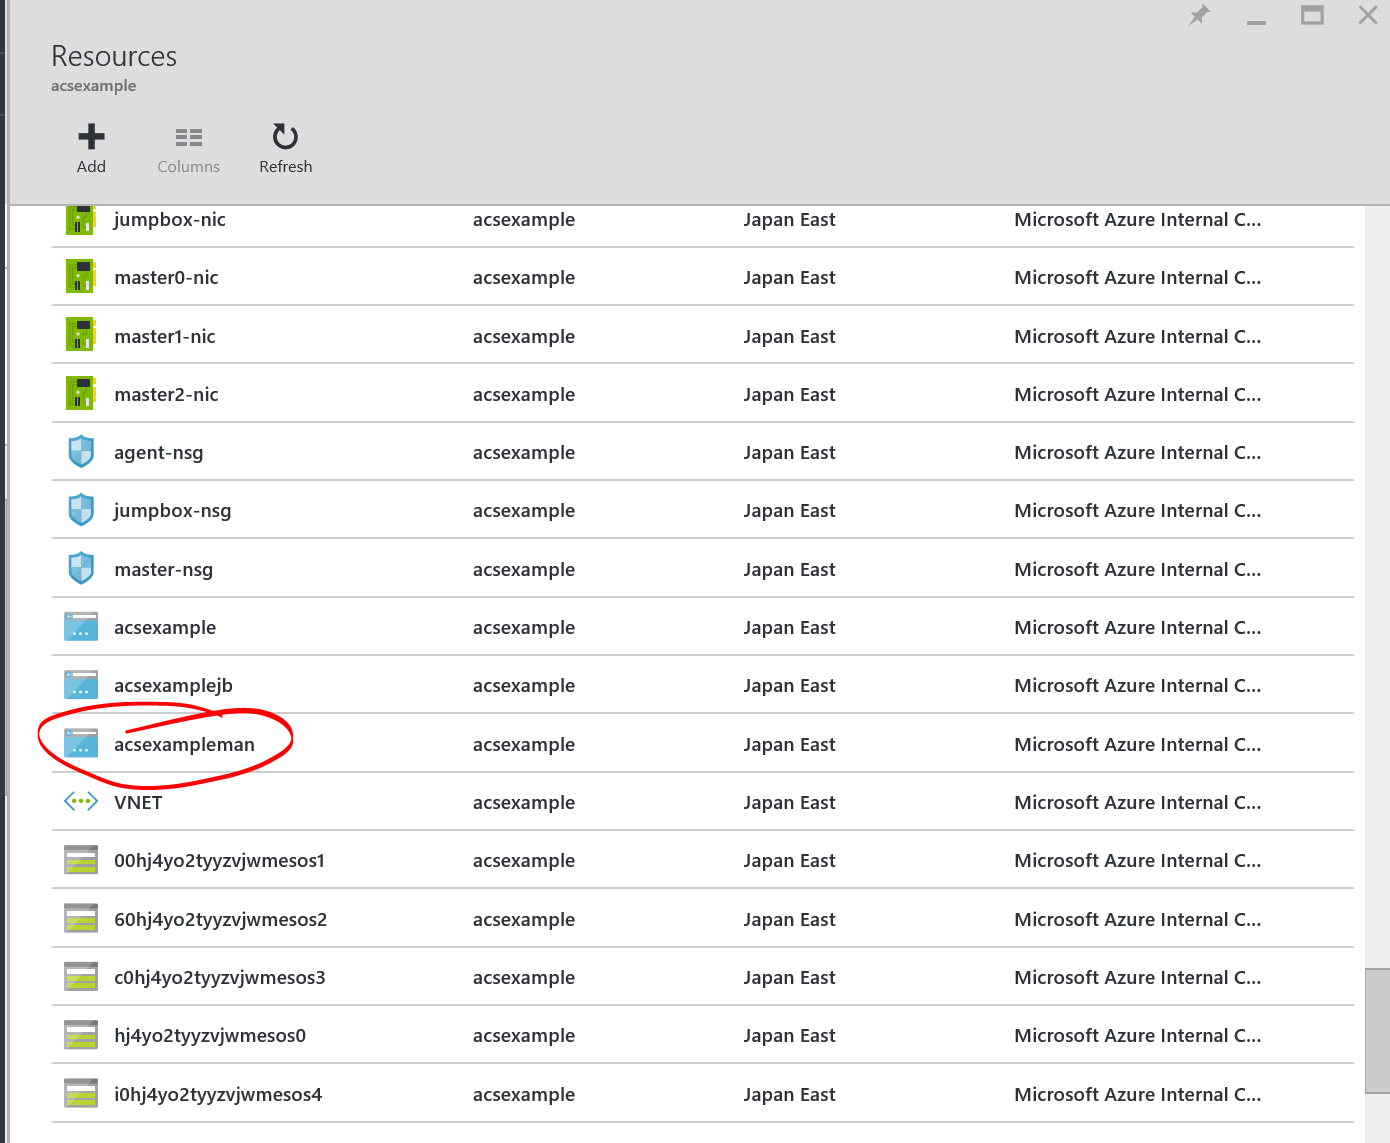 Resources
acsexample
Add Columns Refresh
jumpbox-nic acsexample Japan East Microsoft Azure Internal C...
master0-nic acsexample Japan East Microsoft Azure Internal C...
master1-nic acsexample Japan East Microsoft Azure Internal C...
master2-nic acsexample Japan East Microsoft Azure Internal C...
agent-nsg acsexample Japan East Microsoft Azure Internal C...
jumpbox-nsg acsexample Japan East Microsoft Azure Internal C...
master-nsg acsexample Japan East Microsoft Azure Internal C...
acsexample acsexample Japan East Microsoft Azure Internal C...
acsexamplejb acsexample Japan East Microsoft Azure Internal C...
acsexampleman acsexample Japan East Microsoft Azure Internal C...
VNET acsexample Japan East Microsoft Azure Internal C...
00hj4yo2tyyzvjwmesos1 acsexample Japan East Microsoft Azure Internal C...
60hj4yo2tyyzvjwmesos2 acsexample Japan East Microsoft Azure Internal C...
c0hj4yo2tyyzvjwmesos3 acsexample Japan East Microsoft Azure Internal C...
hj4yo2tyyzvjwmesos0 acsexample Japan East Microsoft Azure Internal C...
i0hj4yo2tyyzvjwmesos4 acsexample Japan East Microsoft Azure Internal C...